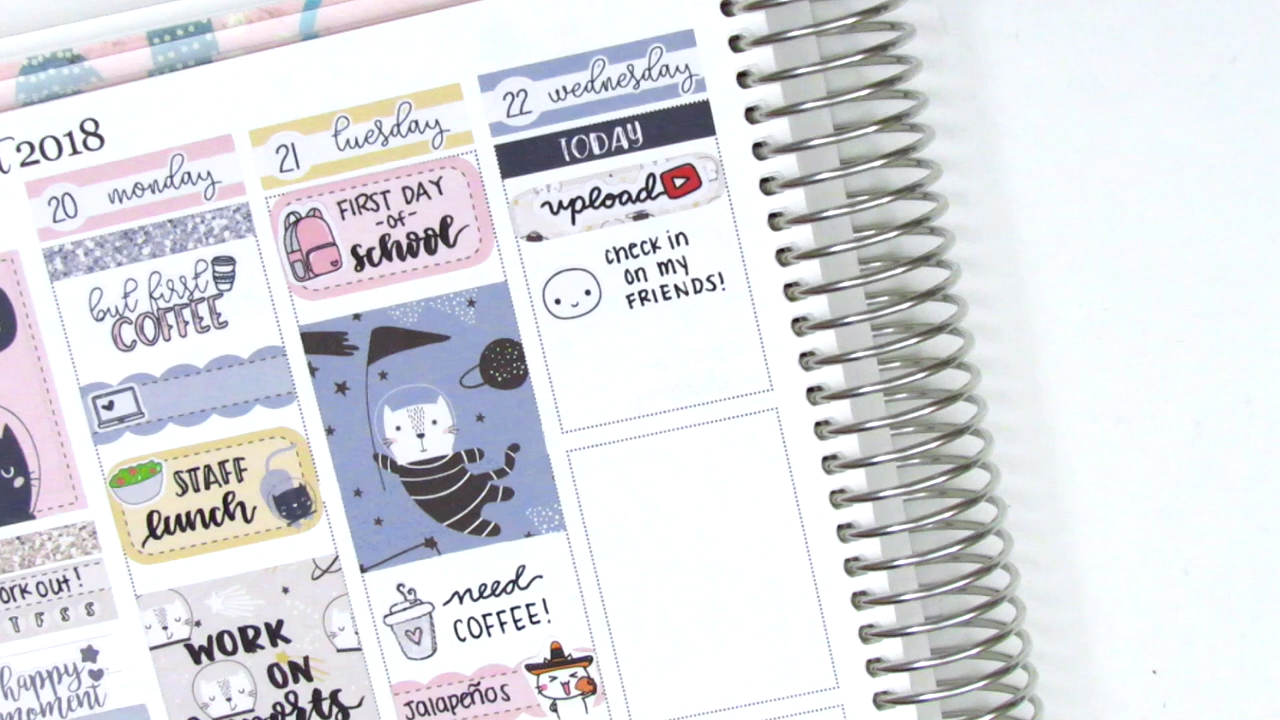 2018
20 monday
but first
COFFEE
STAFF
lunch
WORK
ON
21 tuesday
FIRST DAY
-of-
school
need
COFFEE!
Jalapeños
22 wednesday
TODAY
upload
check in
on my
FRIENDS!
out!
T F S S
happy
moment